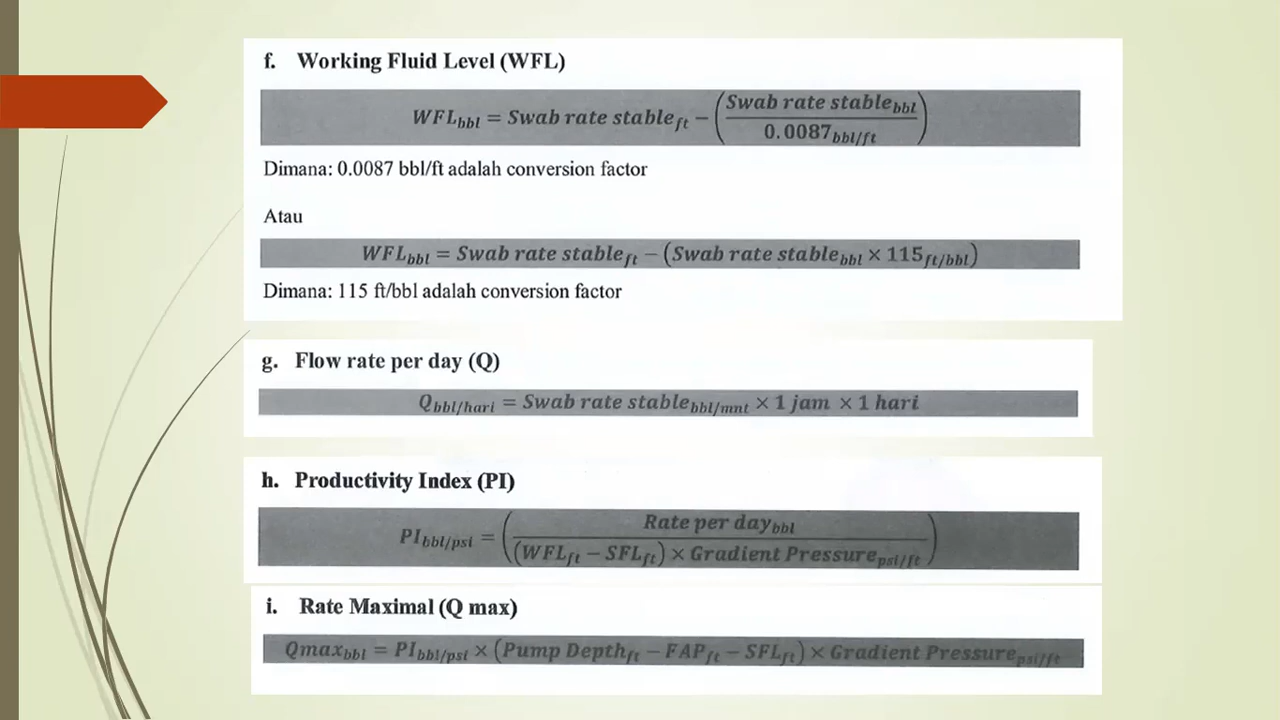 f. Working Fluid Level (WFL)
WFL_bbl = Swab rate stable_ft − (Swab rate stable_bbl / 0.0087_bbl/ft)
Dimana: 0.0087 bbl/ft adalah conversion factor
Atau
WFL_bbl = Swab rate stable_ft − (Swab rate stable_bbl × 115_ft/bbl)
Dimana: 115 ft/bbl adalah conversion factor
g. Flow rate per day (Q)
Q_bbl/hari = Swab rate stable_bbl/mnt × 1 jam × 1 hari
h. Productivity Index (PI)
PI_bbl/psi = (Rate per day_bbl / (WFL_ft − SFL_ft) × Gradient Pressure_psi/ft)
i. Rate Maximal (Q max)
Qmax_bbl = PI_bbl/psi × (Pump Depth_ft − FAP_ft − SFL_ft) × Gradient Pressure_psi/ft